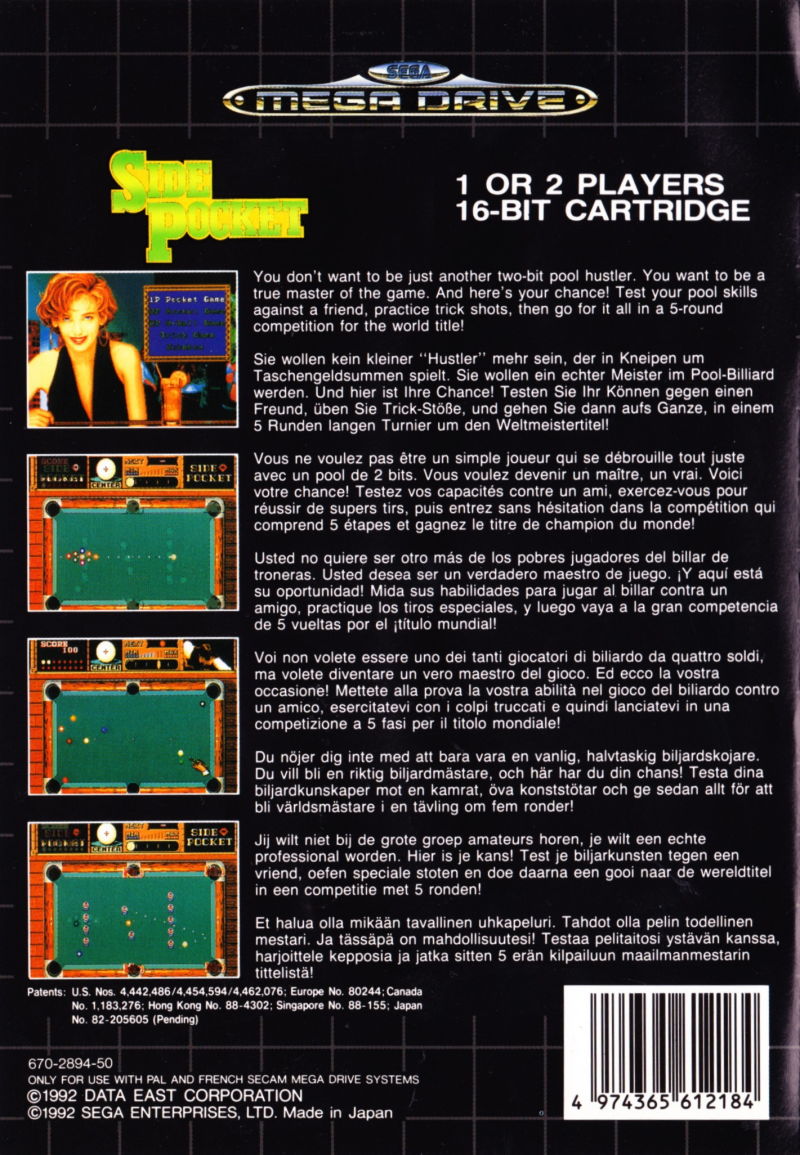 SEGA
MEGA DRIVE
SIDE
POCKET
1 OR 2 PLAYERS
16-BIT CARTRIDGE
1P Pocket Game
You don't want to be just another two-bit pool hustler. You want to be a
true master of the game. And here's your chance! Test your pool skills
against a friend, practice trick shots, then go for it all in a 5-round
competition for the world title!
Sie wollen kein kleiner ''Hustler'' mehr sein, der in Kneipen um
Taschengeldsummen spielt. Sie wollen ein echter Meister im Pool-Billiard
werden. Und hier ist Ihre Chance! Testen Sie Ihr Können gegen einen
Freund, üben Sie Trick-Stöße, und gehen Sie dann aufs Ganze, in einem
5 Runden langen Turnier um den Weltmeistertitel!
SCORE
SIDE
POCKET
CENTER
SIDE
POCKET
Vous ne voulez pas être un simple joueur qui se débrouille tout juste
avec un pool de 2 bits. Vous voulez devenir un maître, un vrai. Voici
votre chance! Testez vos capacités contre un ami, exercez-vous pour
réussir de supers tirs, puis entrez sans hésitation dans la compétition qui
comprend 5 étapes et gagnez le titre de champion du monde!
Usted no quiere ser otro más de los pobres jugadores del billar de
troneras. Usted desea ser un verdadero maestro de juego. ¡Y aquí está
su oportunidad! Mida sus habilidades para jugar al billar contra un
amigo, practique los tiros especiales, y luego vaya a la gran competencia
de 5 vueltas por el ¡título mundial!
SCORE
100
CENTER
Voi non volete essere uno dei tanti giocatori di biliardo da quattro soldi,
ma volete diventare un vero maestro del gioco. Ed ecco la vostra
occasione! Mettete alla prova la vostra abilità nel gioco del biliardo contro
un amico, esercitatevi con i colpi truccati e quindi lanciatevi in una
competizione a 5 fasi per il titolo mondiale!
Du nöjer dig inte med att bara vara en vanlig, halvtaskig biljardskojare.
Du vill bli en riktig biljardmästare, och här har du din chans! Testa dina
biljardkunskaper mot en kamrat, öva konststötar och ge sedan allt för att
bli världsmästare i en tävling om fem ronder!
CENTER
SIDE
POCKET
Jij wilt niet bij de grote groep amateurs horen, je wilt een echte
professional worden. Hier is je kans! Test je biljarkunsten tegen een
vriend, oefen speciale stoten en doe daarna een gooi naar de wereldtitel
in een competitie met 5 ronden!
Et halua olla mikään tavallinen uhkapeluri. Tahdot olla pelin todellinen
mestari. Ja tässäpä on mahdollisuutesi! Testaa pelitaitosi ystävän kanssa,
harjoittele kepposia ja jatka sitten 5 erän kilpailuun maailmanmestarin
tittelistä!
Patents: U.S. Nos. 4,442,486/4,454,594/4,462,076; Europe No. 80244; Canada
No. 1,183,276; Hong Kong No. 88-4302; Singapore No. 88-155; Japan
No. 82-205605 (Pending)
670-2894-50
ONLY FOR USE WITH PAL AND FRENCH SECAM MEGA DRIVE SYSTEMS
©1992 DATA EAST CORPORATION
©1992 SEGA ENTERPRISES, LTD. Made in Japan
4 974365 612184